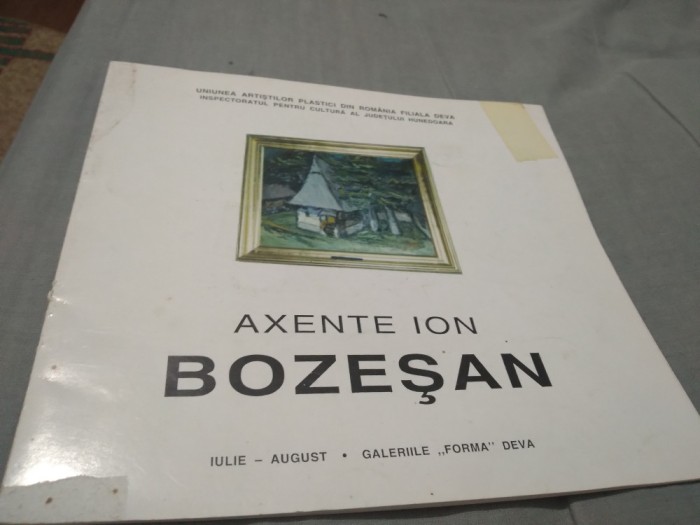 UNIUNEA ARTIȘTILOR PLASTICI DIN ROMÂNIA FILIALA DEVA
INSPECTORATUL PENTRU CULTURĂ AL JUDEȚULUI HUNEDOARA
AXENTE ION
BOZEŞAN
IULIE – AUGUST • GALERIILE „FORMA" DEVA